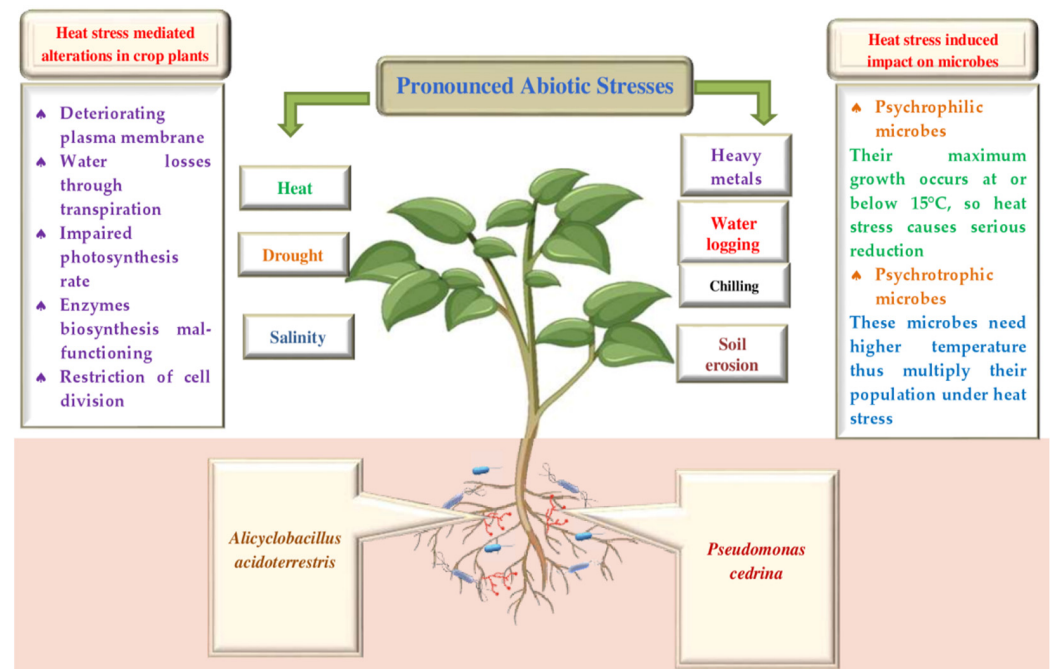 Heat stress mediated
alterations in crop plants
♠ Deteriorating
plasma membrane
♠ Water losses
through
transpiration
♠ Impaired
photosynthesis
rate
♠ Enzymes
biosynthesis mal-
functioning
♠ Restriction of cell
division
Pronounced Abiotic Stresses
Heat
Drought
Salinity
Heavy
metals
Water
logging
Chilling
Soil
erosion
Heat stress induced
impact on microbes
♠ Psychrophilic
microbes
Their maximum
growth occurs at or
below 15°C, so heat
stress causes serious
reduction
♠ Psychrotrophic
microbes
These microbes need
higher temperature
thus multiply their
population under heat
stress
Alicyclobacillus
acidoterrestris
Pseudomonas
cedrina